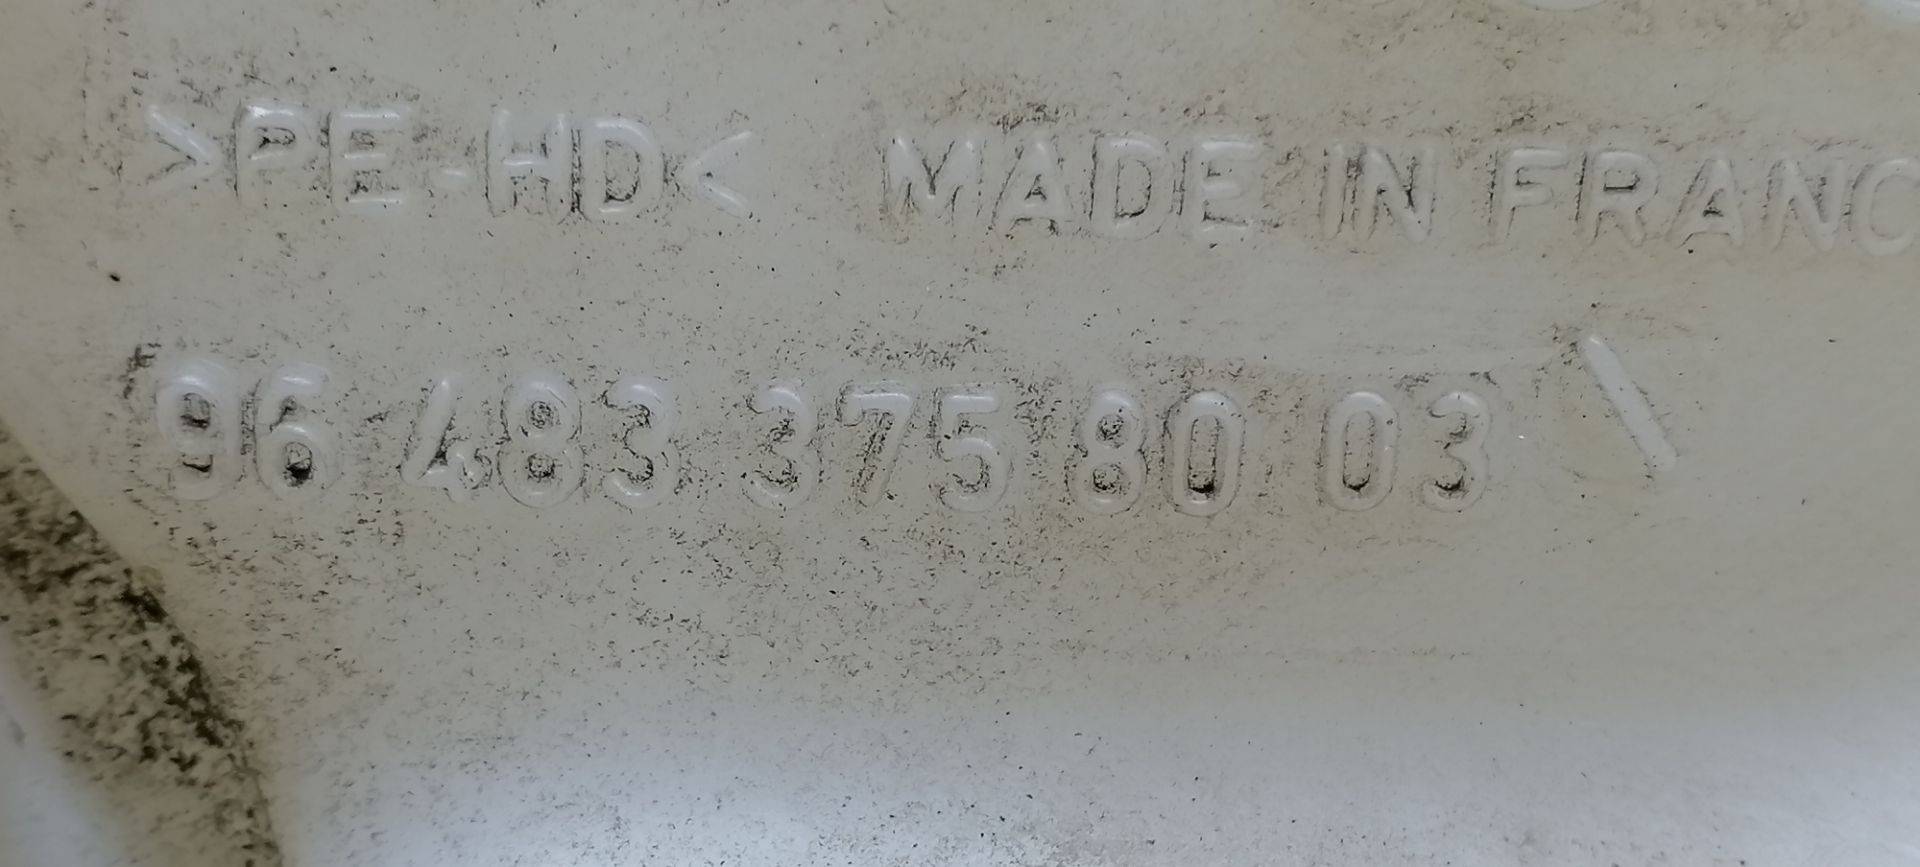 >PE-HD< MADE IN FRANC
96 483 375 80 03 \